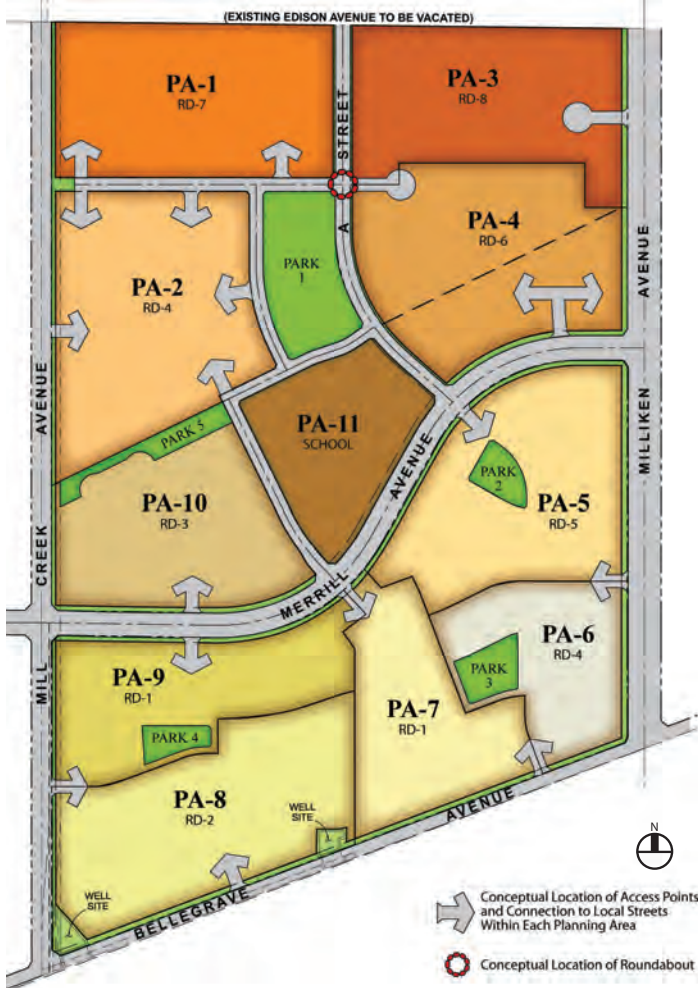 (EXISTING EDISON AVENUE TO BE VACATED)
PA-1
RD-7
PA-3
RD-8
A STREET
PARK
1
PA-4
RD-6
PA-2
RD-4
MILL CREEK AVENUE
MILLIKEN AVENUE
PARK 5
PA-11
SCHOOL
PARK
2
PA-10
RD-3
PA-5
RD-5
MERRILL AVENUE
PA-6
RD-4
PA-9
RD-1
PARK
3
PA-7
RD-1
PARK 4
PA-8
RD-2
WELL
SITE
WELL
SITE
BELLEGRAVE AVENUE
N
Conceptual Location of Access Points
and Connection to Local Streets
Within Each Planning Area
Conceptual Location of Roundabout